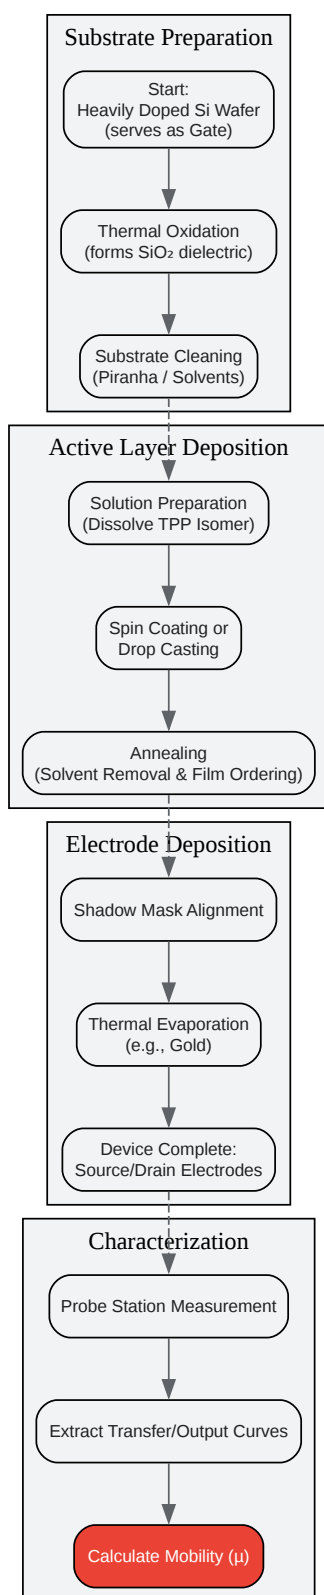 Substrate Preparation
Start:
Heavily Doped Si Wafer
(serves as Gate)
Thermal Oxidation
(forms SiO₂ dielectric)
Substrate Cleaning
(Piranha / Solvents)
Active Layer Deposition
Solution Preparation
(Dissolve TPP Isomer)
Spin Coating or
Drop Casting
Annealing
(Solvent Removal & Film Ordering)
Electrode Deposition
Shadow Mask Alignment
Thermal Evaporation
(e.g., Gold)
Device Complete:
Source/Drain Electrodes
Characterization
Probe Station Measurement
Extract Transfer/Output Curves
Calculate Mobility (µ)